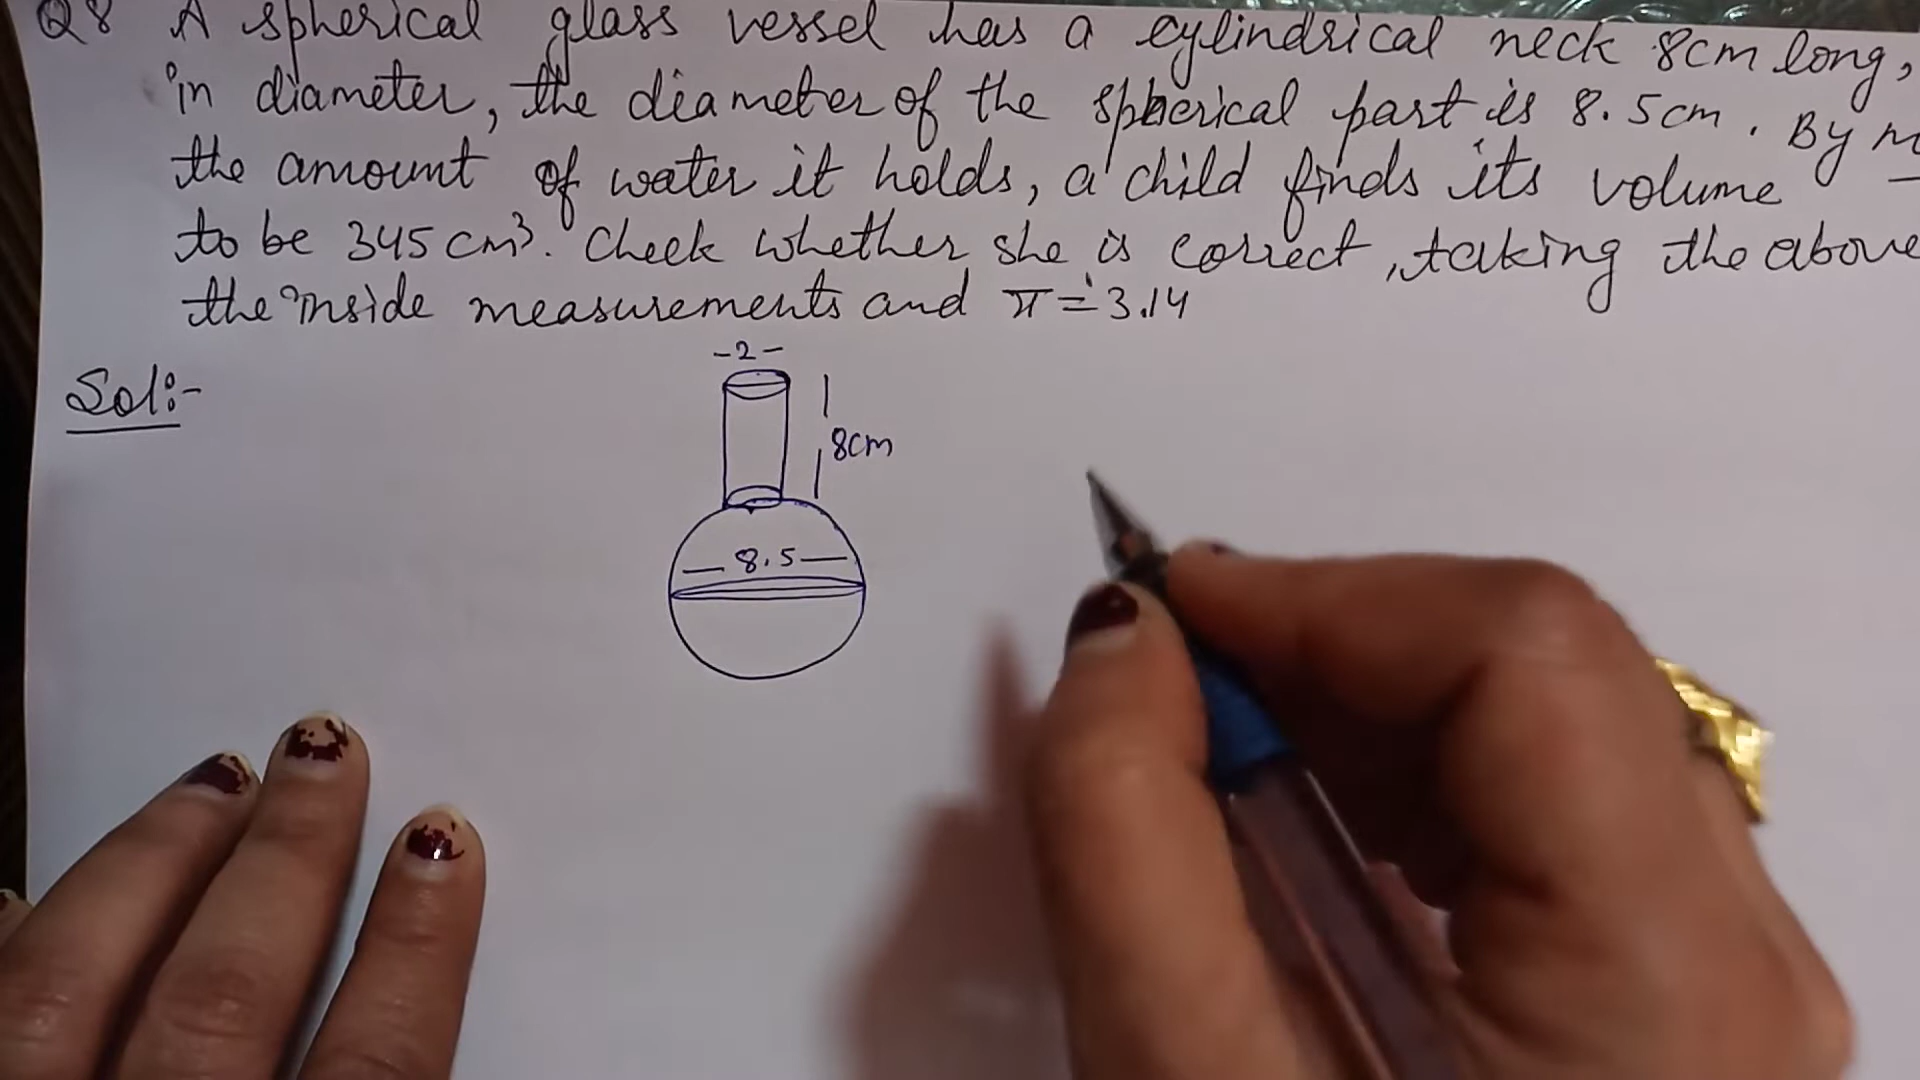 Q8 A spherical glass vessel has a cylindrical neck 8cm long,
in diameter, the diameter of the spherical part is 8.5cm. By
the amount of water it holds, a child finds its volume
to be 345 cm³. Check whether she is correct, taking the above
the inside measurements and π = 3.14
Sol:-
-2-
8cm
8.5